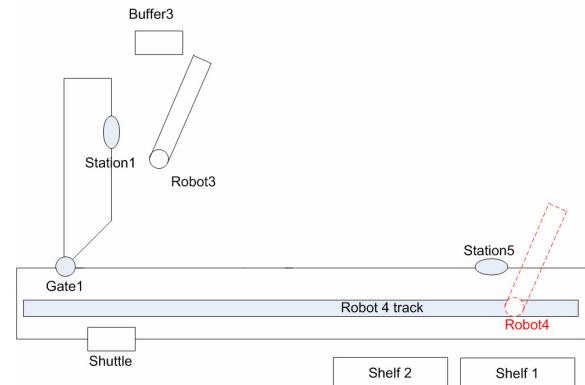 Buffer3
Station1
Robot3
Station5
Gate1
Robot 4 track
Robot4
Shuttle
Shelf 2
Shelf 1